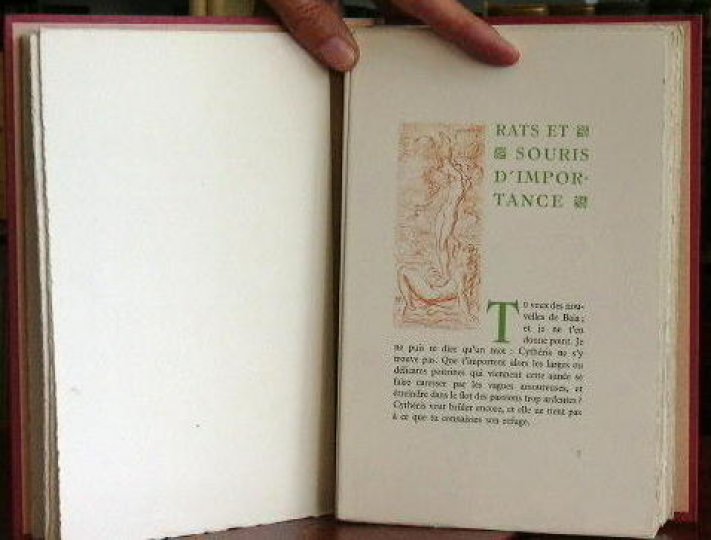 RATS ET
SOURIS
D'IMPOR-
TANCE
TU veux des nou-
velles de Baïa;
et je ne t'en
donne point. Je
ne puis te dire qu'un mot : Cythéris ne s'y
trouve pas. Que t'importent alors les larges ou
délicates poitrines qui viennent cette année se
faire caresser par les vagues amoureuses, et
éteindre dans le flot des passions trop ardentes?
Cythéris veut brûler encore, et elle ne tient pas
à ce que tu connaisses son refuge.